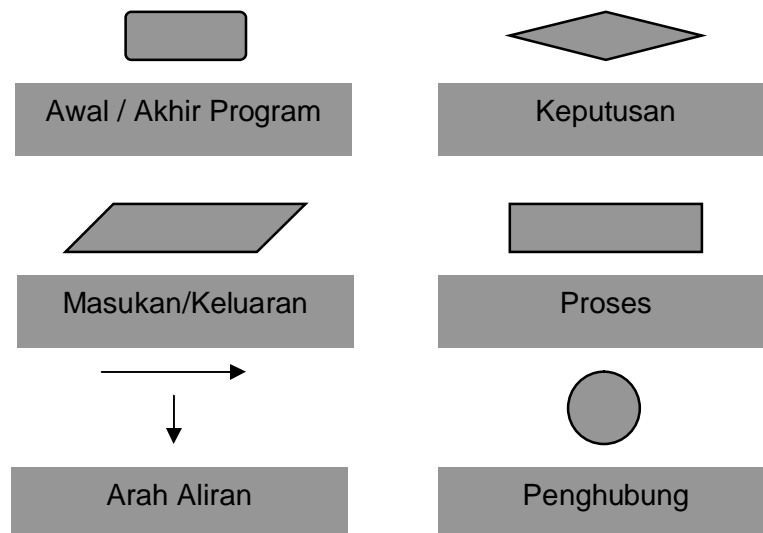 Awal / Akhir Program
Keputusan
Masukan/Keluaran
Proses
Arah Aliran
Penghubung